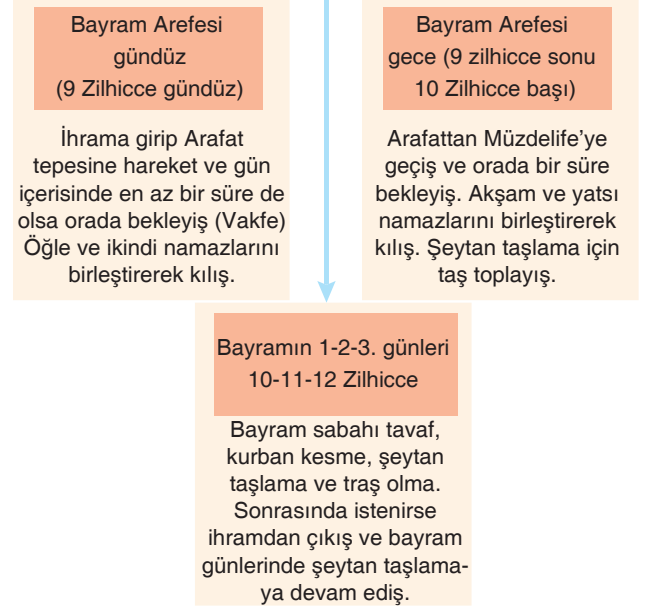 Bayram Arefesi
gündüz
(9 Zilhicce gündüz)
İhrama girip Arafat
tepesine hareket ve gün
içerisinde en az bir süre de
olsa orada bekleyiş (Vakfe)
Öğle ve ikindi namazlarını
birleştirerek kılış.
Bayram Arefesi
gece (9 zilhicce sonu
10 Zilhicce başı)
Arafattan Müzdelife'ye
geçiş ve orada bir süre
bekleyiş. Akşam ve yatsı
namazlarını birleştirerek
kılış. Şeytan taşlama için
taş toplayış.
Bayramın 1-2-3. günleri
10-11-12 Zilhicce
Bayram sabahı tavaf,
kurban kesme, şeytan
taşlama ve traş olma.
Sonrasında istenirse
ihramdan çıkış ve bayram
günlerinde şeytan taşlama-
ya devam ediş.